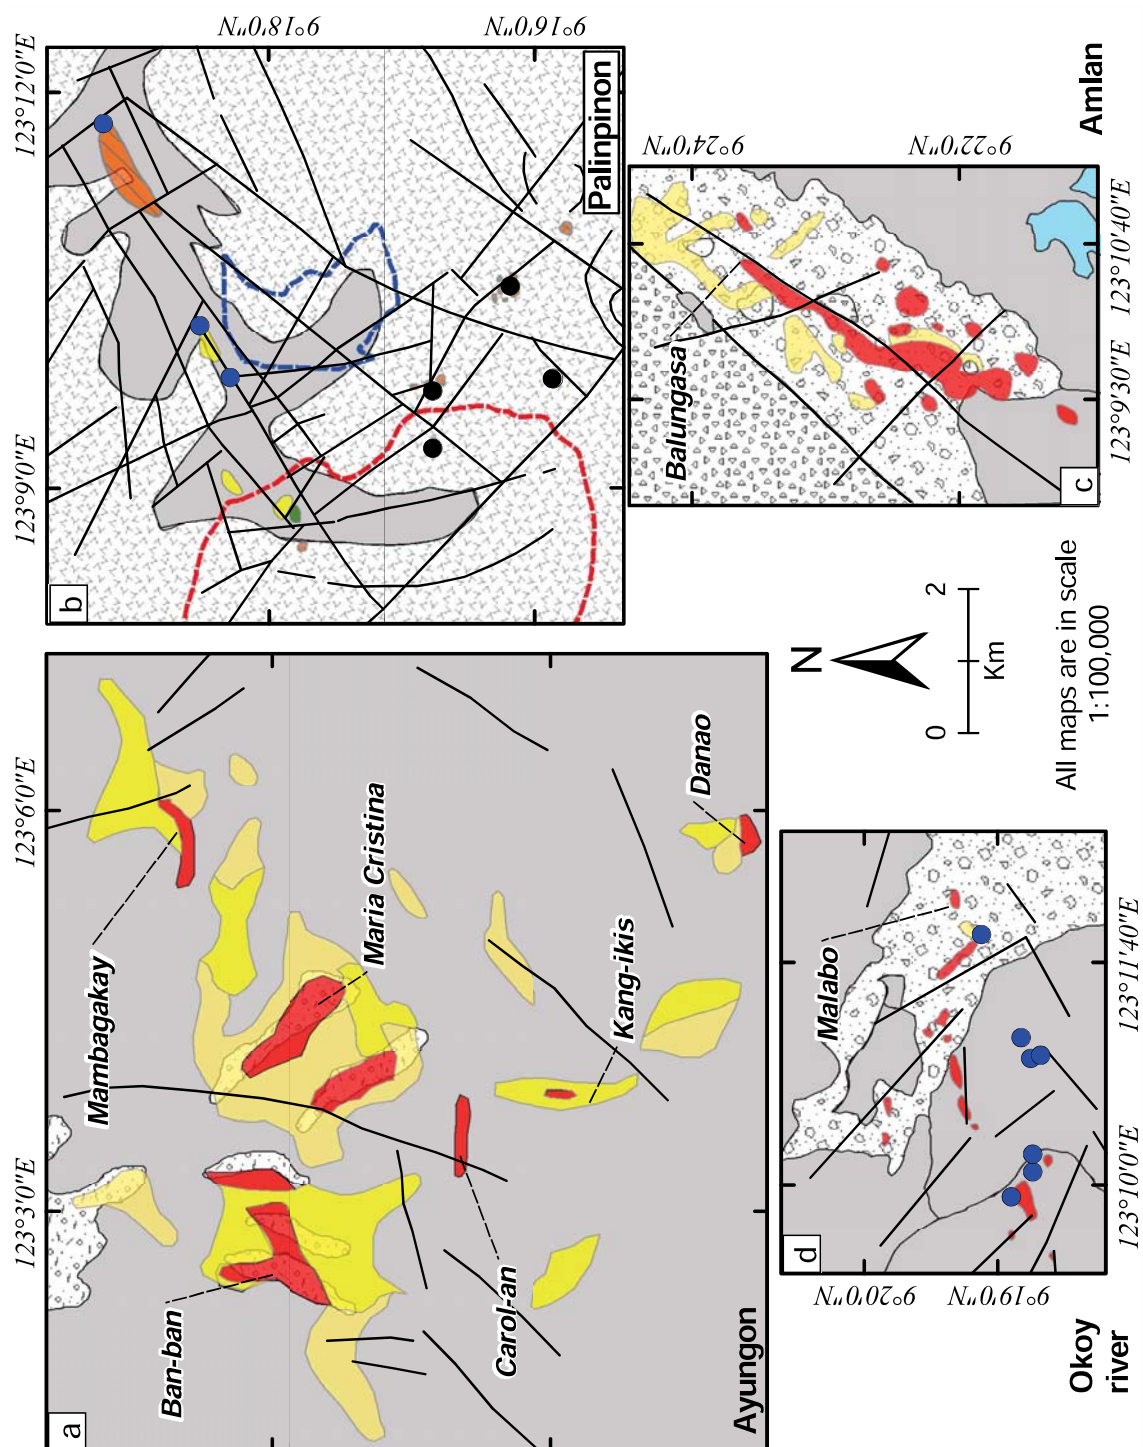 a
Ayungon
123°3'0"E
123°6'0"E
Ban-ban
Mambagakay
Maria Cristina
Carol-an
Kang-ikis
Danao
b
Palinpinon
123°9'0"E
123°12'0"E
9°18'0"N
9°16'0"N
c
Balungasa
Amlan
9°24'0"N
9°22'0"N
123°9'30"E
123°10'40"E
d
Malabo
Okoy
river
9°20'0"N
9°19'0"N
123°10'0"E
123°11'40"E
N
0
2
Km
All maps are in scale
1:100,000